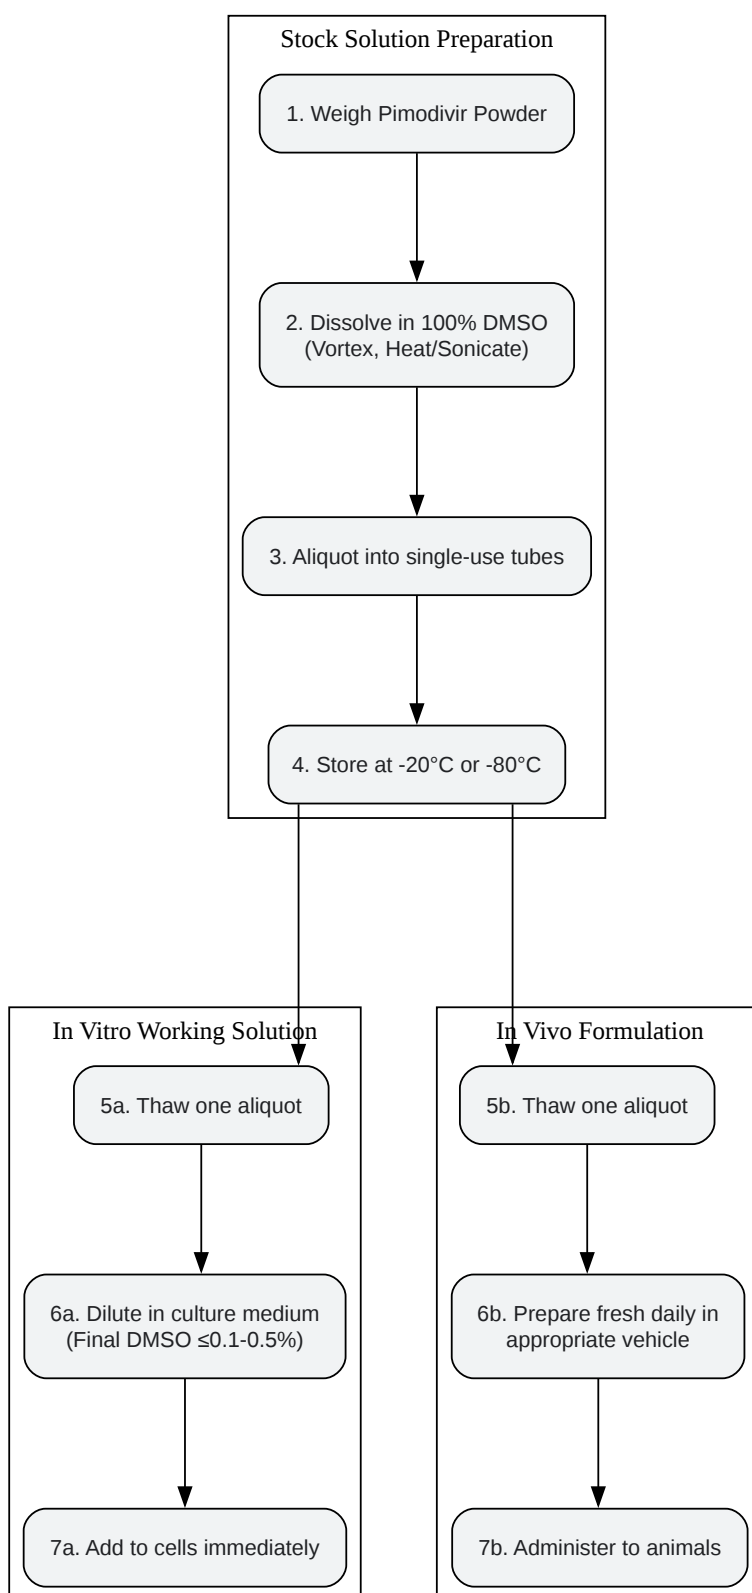 Stock Solution Preparation
1. Weigh Pimodivir Powder
2. Dissolve in 100% DMSO
(Vortex, Heat/Sonicate)
3. Aliquot into single-use tubes
4. Store at -20°C or -80°C
In Vitro Working Solution
5a. Thaw one aliquot
6a. Dilute in culture medium
(Final DMSO ≤0.1-0.5%)
7a. Add to cells immediately
In Vivo Formulation
5b. Thaw one aliquot
6b. Prepare fresh daily in
appropriate vehicle
7b. Administer to animals